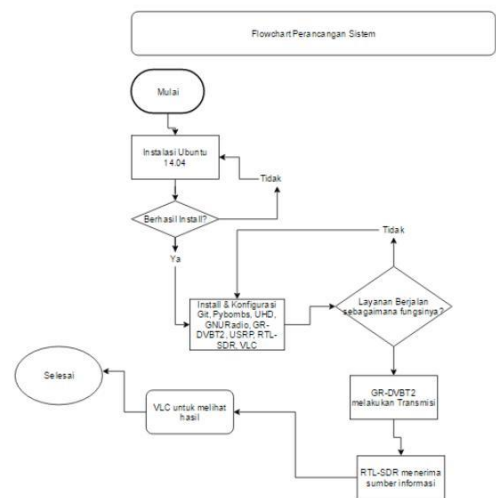 Flowchart Perancangan Sistem
Mulai
Instalasi Ubuntu
14.04
Tidak
Berhasil Install?
Ya
Tidak
Install & Konfigurasi
Git, Pybombs, UHD,
GNURadio, GR-
DVBT2, USRP, RTL-
SDR, VLC
Layanan Berjalan
sebagaimana fungsinya?
GR-DVBT2
melakukan Transmisi
RTL-SDR menerima
sumber informasi
VLC untuk melihat
hasil
Selesai